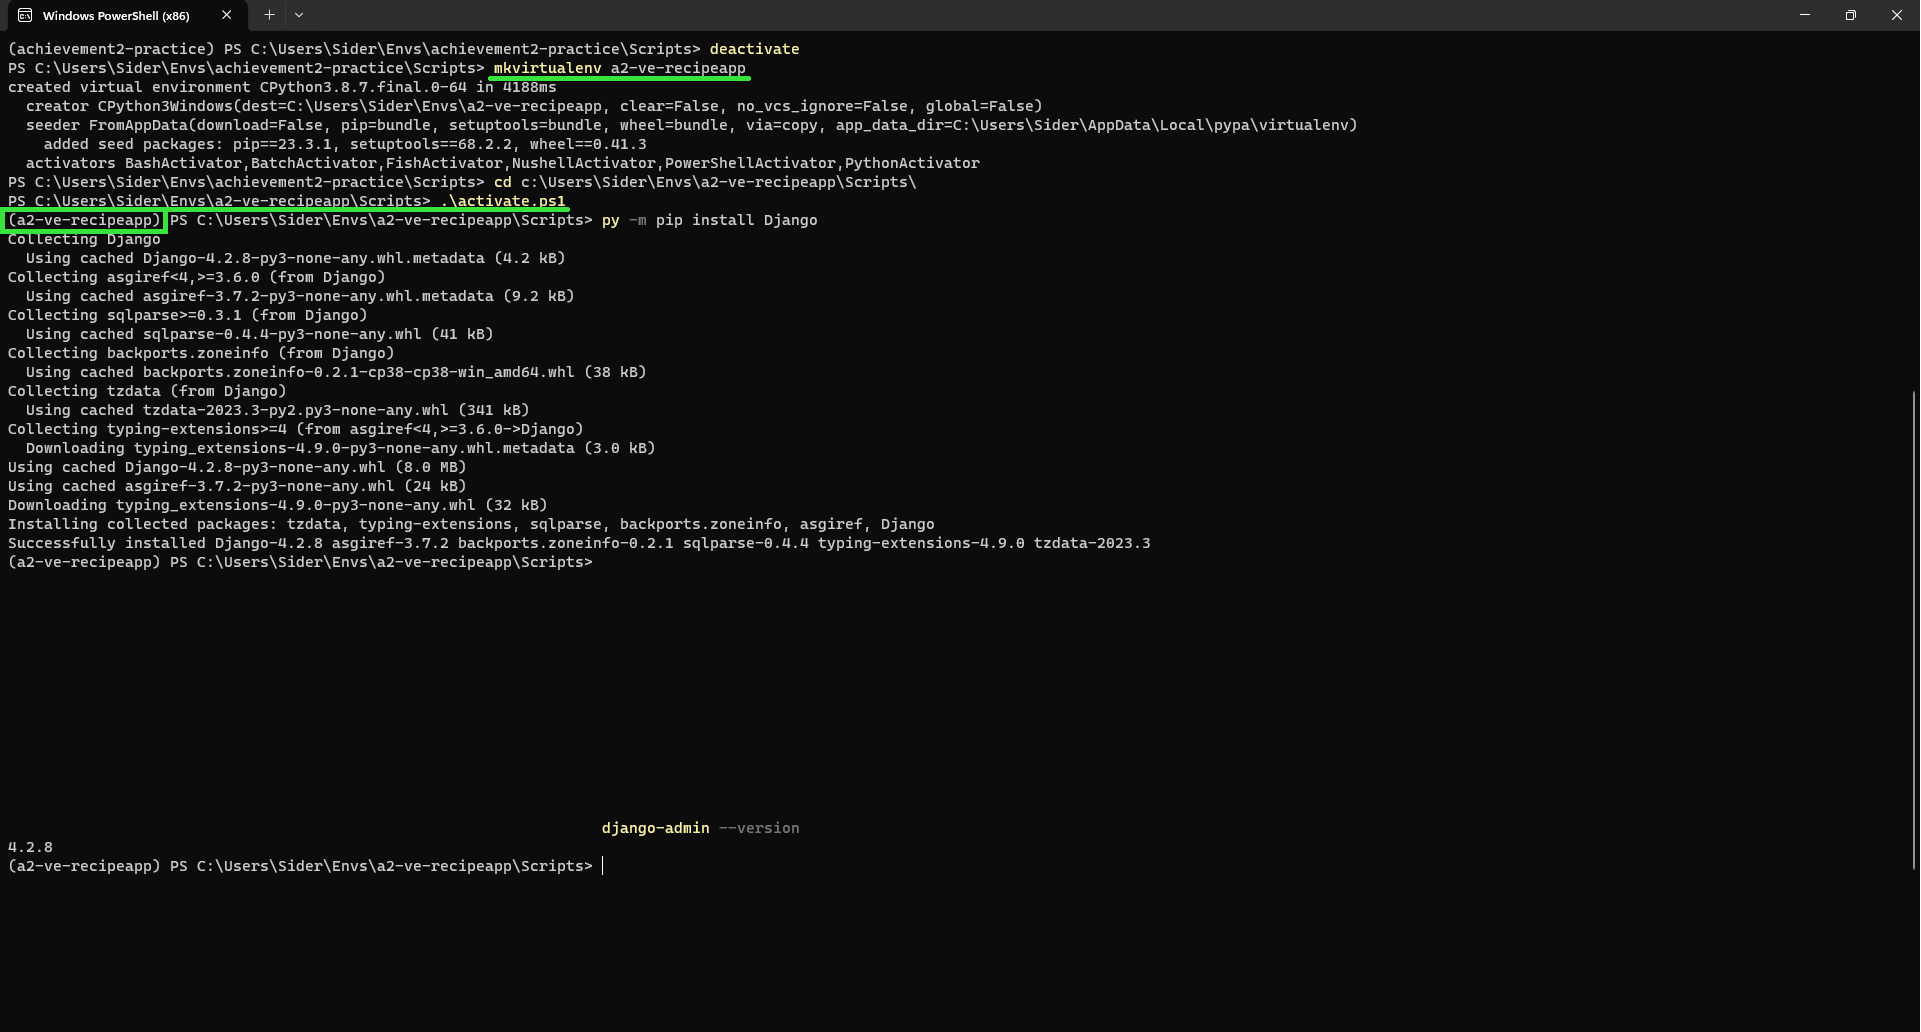 Windows PowerShell (x86)
(achievement2-practice) PS C:\Users\Sider\Envs\achievement2-practice\Scripts> deactivate
PS C:\Users\Sider\Envs\achievement2-practice\Scripts> mkvirtualenv a2-ve-recipeapp
created virtual environment CPython3.8.7.final.0-64 in 4188ms
  creator CPython3Windows(dest=C:\Users\Sider\Envs\a2-ve-recipeapp, clear=False, no_vcs_ignore=False, global=False)
  seeder FromAppData(download=False, pip=bundle, setuptools=bundle, wheel=bundle, via=copy, app_data_dir=C:\Users\Sider\AppData\Local\pypa\virtualenv)
    added seed packages: pip==23.3.1, setuptools==68.2.2, wheel==0.41.3
  activators BashActivator,BatchActivator,FishActivator,NushellActivator,PowerShellActivator,PythonActivator
PS C:\Users\Sider\Envs\achievement2-practice\Scripts> cd c:\Users\Sider\Envs\a2-ve-recipeapp\Scripts\
PS C:\Users\Sider\Envs\a2-ve-recipeapp\Scripts> .\activate.ps1
(a2-ve-recipeapp) PS C:\Users\Sider\Envs\a2-ve-recipeapp\Scripts> py -m pip install Django
Collecting Django
  Using cached Django-4.2.8-py3-none-any.whl.metadata (4.2 kB)
Collecting asgiref<4,>=3.6.0 (from Django)
  Using cached asgiref-3.7.2-py3-none-any.whl.metadata (9.2 kB)
Collecting sqlparse>=0.3.1 (from Django)
  Using cached sqlparse-0.4.4-py3-none-any.whl (41 kB)
Collecting backports.zoneinfo (from Django)
  Using cached backports.zoneinfo-0.2.1-cp38-cp38-win_amd64.whl (38 kB)
Collecting tzdata (from Django)
  Using cached tzdata-2023.3-py2.py3-none-any.whl (341 kB)
Collecting typing-extensions>=4 (from asgiref<4,>=3.6.0->Django)
  Downloading typing_extensions-4.9.0-py3-none-any.whl.metadata (3.0 kB)
Using cached Django-4.2.8-py3-none-any.whl (8.0 MB)
Using cached asgiref-3.7.2-py3-none-any.whl (24 kB)
Downloading typing_extensions-4.9.0-py3-none-any.whl (32 kB)
Installing collected packages: tzdata, typing-extensions, sqlparse, backports.zoneinfo, asgiref, Django
Successfully installed Django-4.2.8 asgiref-3.7.2 backports.zoneinfo-0.2.1 sqlparse-0.4.4 typing-extensions-4.9.0 tzdata-2023.3
(a2-ve-recipeapp) PS C:\Users\Sider\Envs\a2-ve-recipeapp\Scripts>
django-admin --version
4.2.8
(a2-ve-recipeapp) PS C:\Users\Sider\Envs\a2-ve-recipeapp\Scripts>